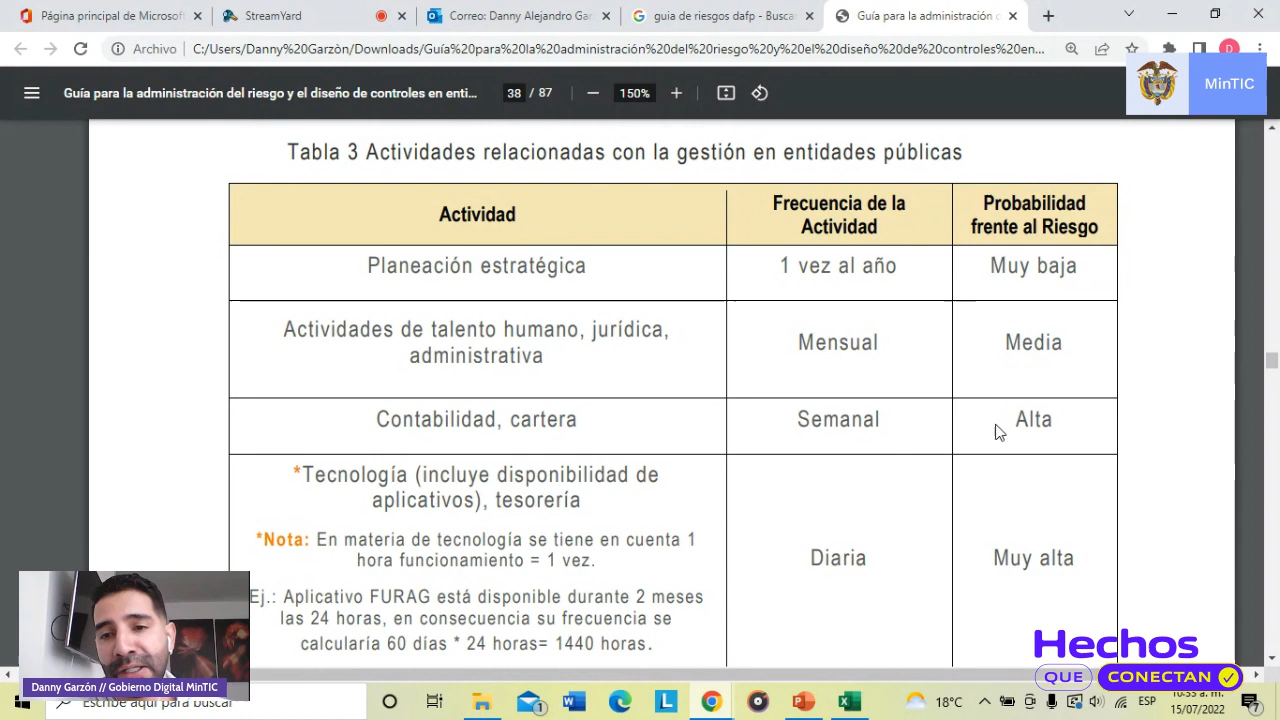 Página principal de Microsof
StreamYard
Correo: Danny Alejandro Gar
guia de riesgos dafp - Busca
Guía para la administración
Archivo
C:/Users/Danny%20Garzòn/Downloads/Guía%20para%20la%20administración%20del%20riesgo%20y%20el%20diseño%20de%20controles%20en...
D
MinTIC
Guía para la administración del riesgo y el diseño de controles en enti...
38 / 87
150%
Tabla 3 Actividades relacionadas con la gestión en entidades públicas
Actividad
Frecuencia de la
Actividad
Probabilidad
frente al Riesgo
Planeación estratégica
1 vez al año
Muy baja
Actividades de talento humano, jurídica,
administrativa
Mensual
Media
Contabilidad, cartera
Semanal
Alta
*Tecnología (incluye disponibilidad de
aplicativos), tesorería
*Nota: En materia de tecnología se tiene en cuenta 1
hora funcionamiento = 1 vez.
Ej.: Aplicativo FURAG está disponible durante 2 meses
las 24 horas, en consecuencia su frecuencia se
calcularía 60 días * 24 horas= 1440 horas.
Diaria
Muy alta
Danny Garzón // Gobierno Digital MinTIC
Hechos
QUE CONECTAN
Escribe aquí para buscar
18°C
ESP
10:33 a. m.
15/07/2022